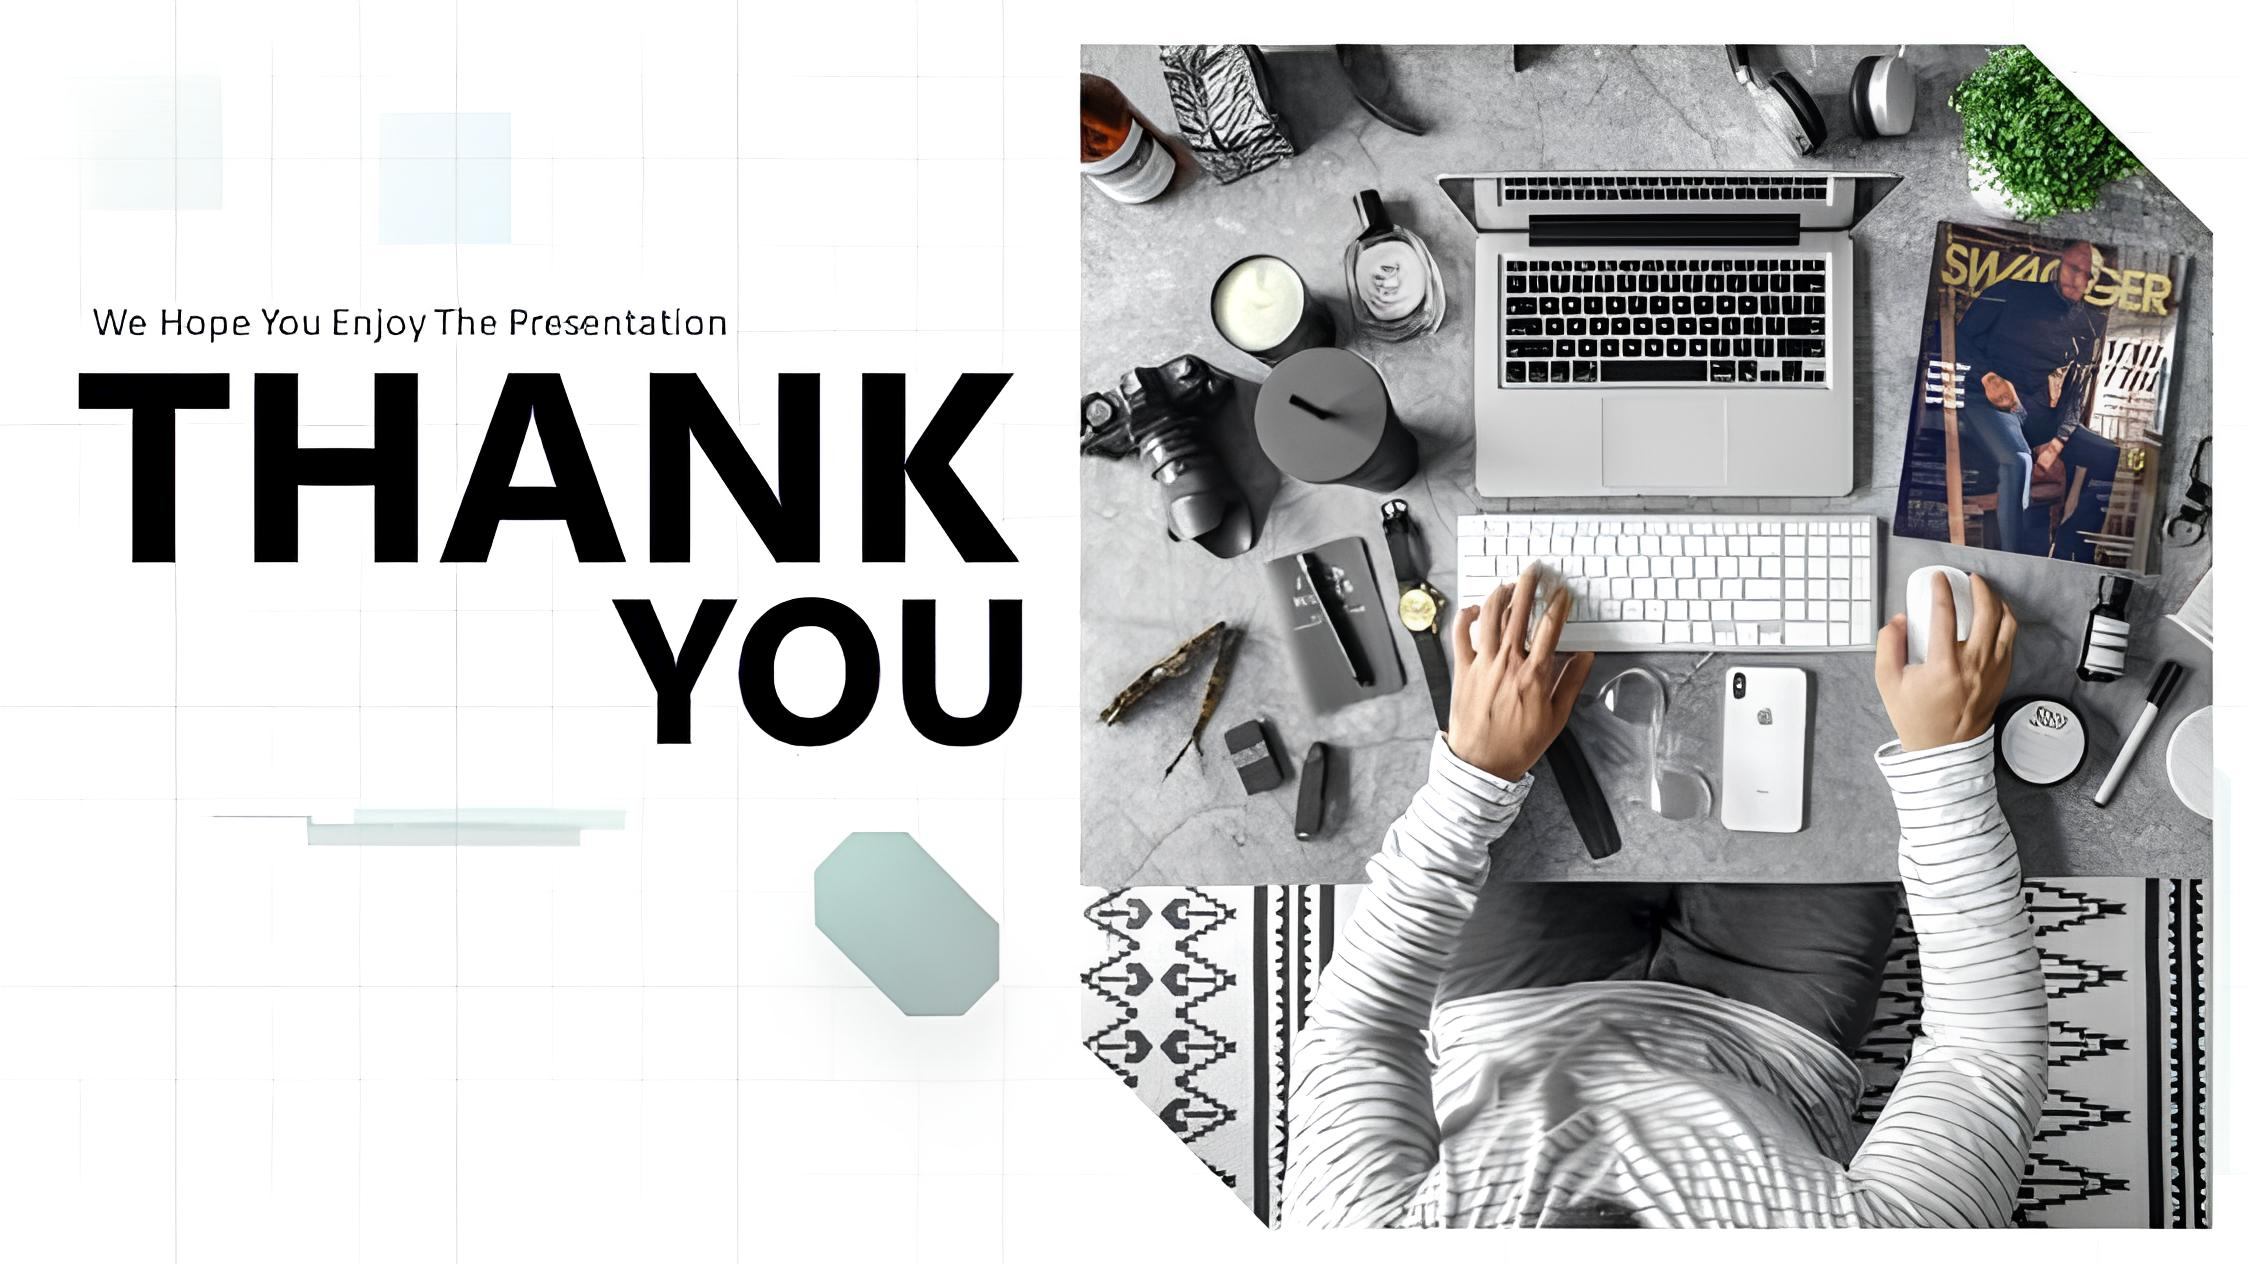 We Hope You Enjoy The Presentation
THANK
YOU
SWAGGER